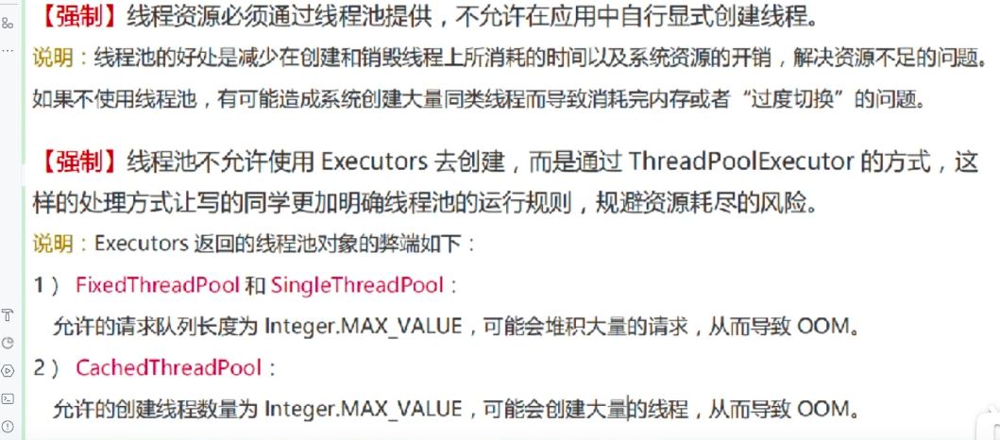 【强制】线程资源必须通过线程池提供，不允许在应用中自行显式创建线程。
说明：线程池的好处是减少在创建和销毁线程上所消耗的时间以及系统资源的开销，解决资源不足的问题。
如果不使用线程池，有可能造成系统创建大量同类线程而导致消耗完内存或者“过度切换”的问题。
【强制】线程池不允许使用 Executors 去创建，而是通过 ThreadPoolExecutor 的方式，这
样的处理方式让写的同学更加明确线程池的运行规则，规避资源耗尽的风险。
说明：Executors 返回的线程池对象的弊端如下：
1） FixedThreadPool 和 SingleThreadPool：
允许的请求队列长度为 Integer.MAX_VALUE，可能会堆积大量的请求，从而导致 OOM。
2） CachedThreadPool：
允许的创建线程数量为 Integer.MAX_VALUE，可能会创建大量的线程，从而导致 OOM。